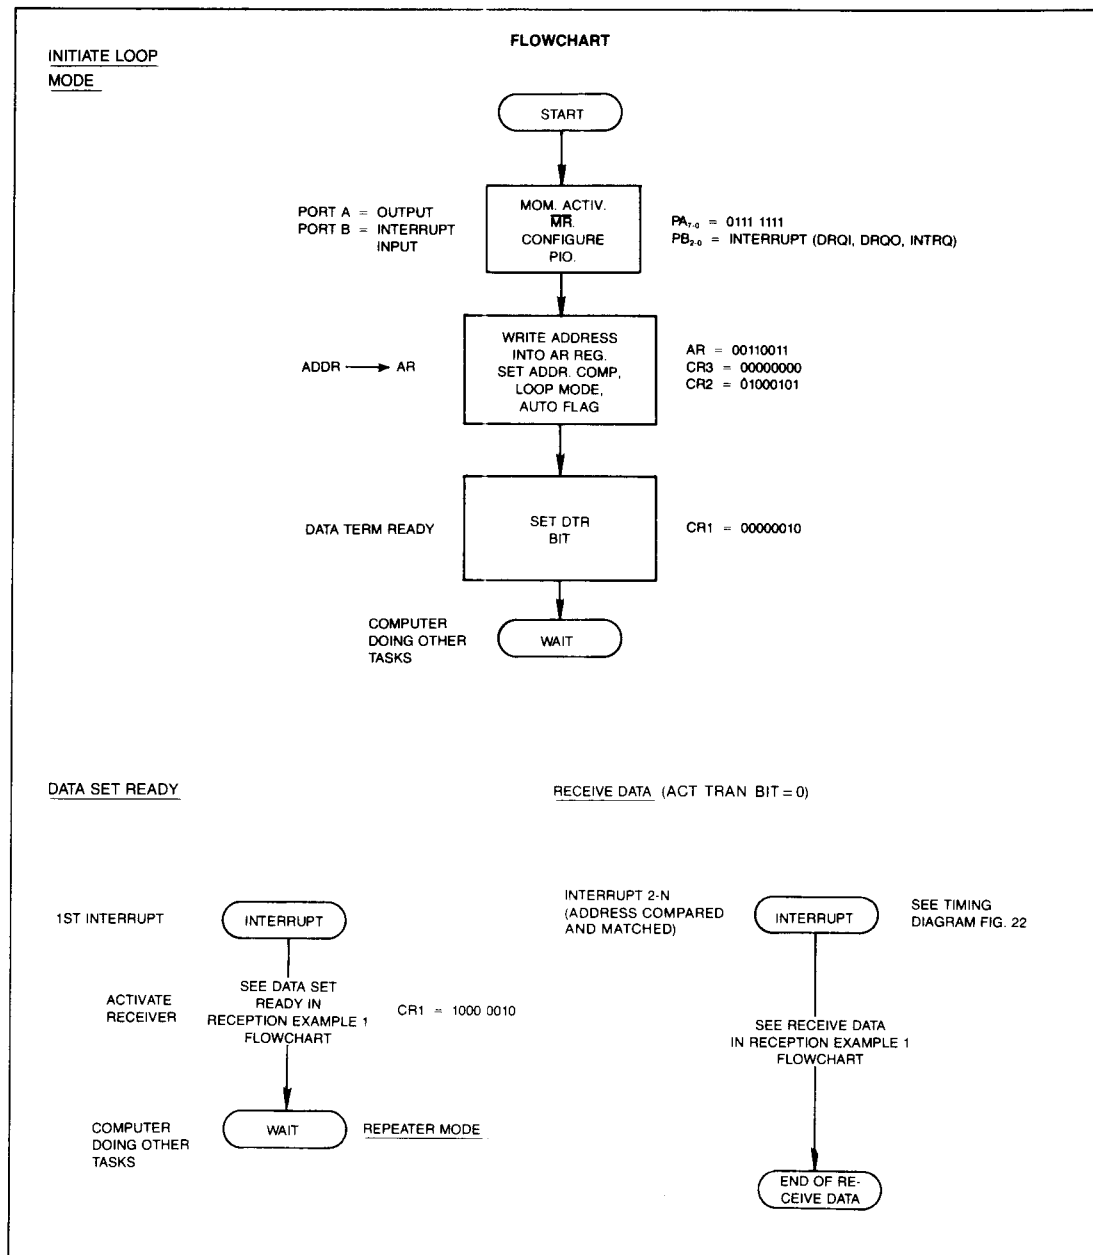 FLOWCHART
INITIATE LOOP
MODE
START
PORT A = OUTPUT
PORT B = INTERRUPT
INPUT
MOM. ACTIV.
MR.
CONFIGURE
PIO.
PA7-0 = 0111 1111
PB2-0 = INTERRUPT (DRQI, DRQO, INTRQ)
ADDR → AR
WRITE ADDRESS
INTO AR REG.
SET ADDR. COMP,
LOOP MODE,
AUTO FLAG
AR = 00110011
CR3 = 00000000
CR2 = 01000101
DATA TERM READY
SET DTR
BIT
CR1 = 00000010
COMPUTER
DOING OTHER
TASKS
WAIT
DATA SET READY
1ST INTERRUPT
INTERRUPT
ACTIVATE
RECEIVER
SEE DATA SET
READY IN
RECEPTION EXAMPLE 1
FLOWCHART
CR1 = 1000 0010
COMPUTER
DOING OTHER
TASKS
WAIT
REPEATER MODE
RECEIVE DATA (ACT TRAN BIT = 0)
INTERRUPT 2-N
(ADDRESS COMPARED
AND MATCHED)
INTERRUPT
SEE TIMING
DIAGRAM FIG. 22
SEE RECEIVE DATA
IN RECEPTION EXAMPLE 1
FLOWCHART
END OF RE-
CEIVE DATA